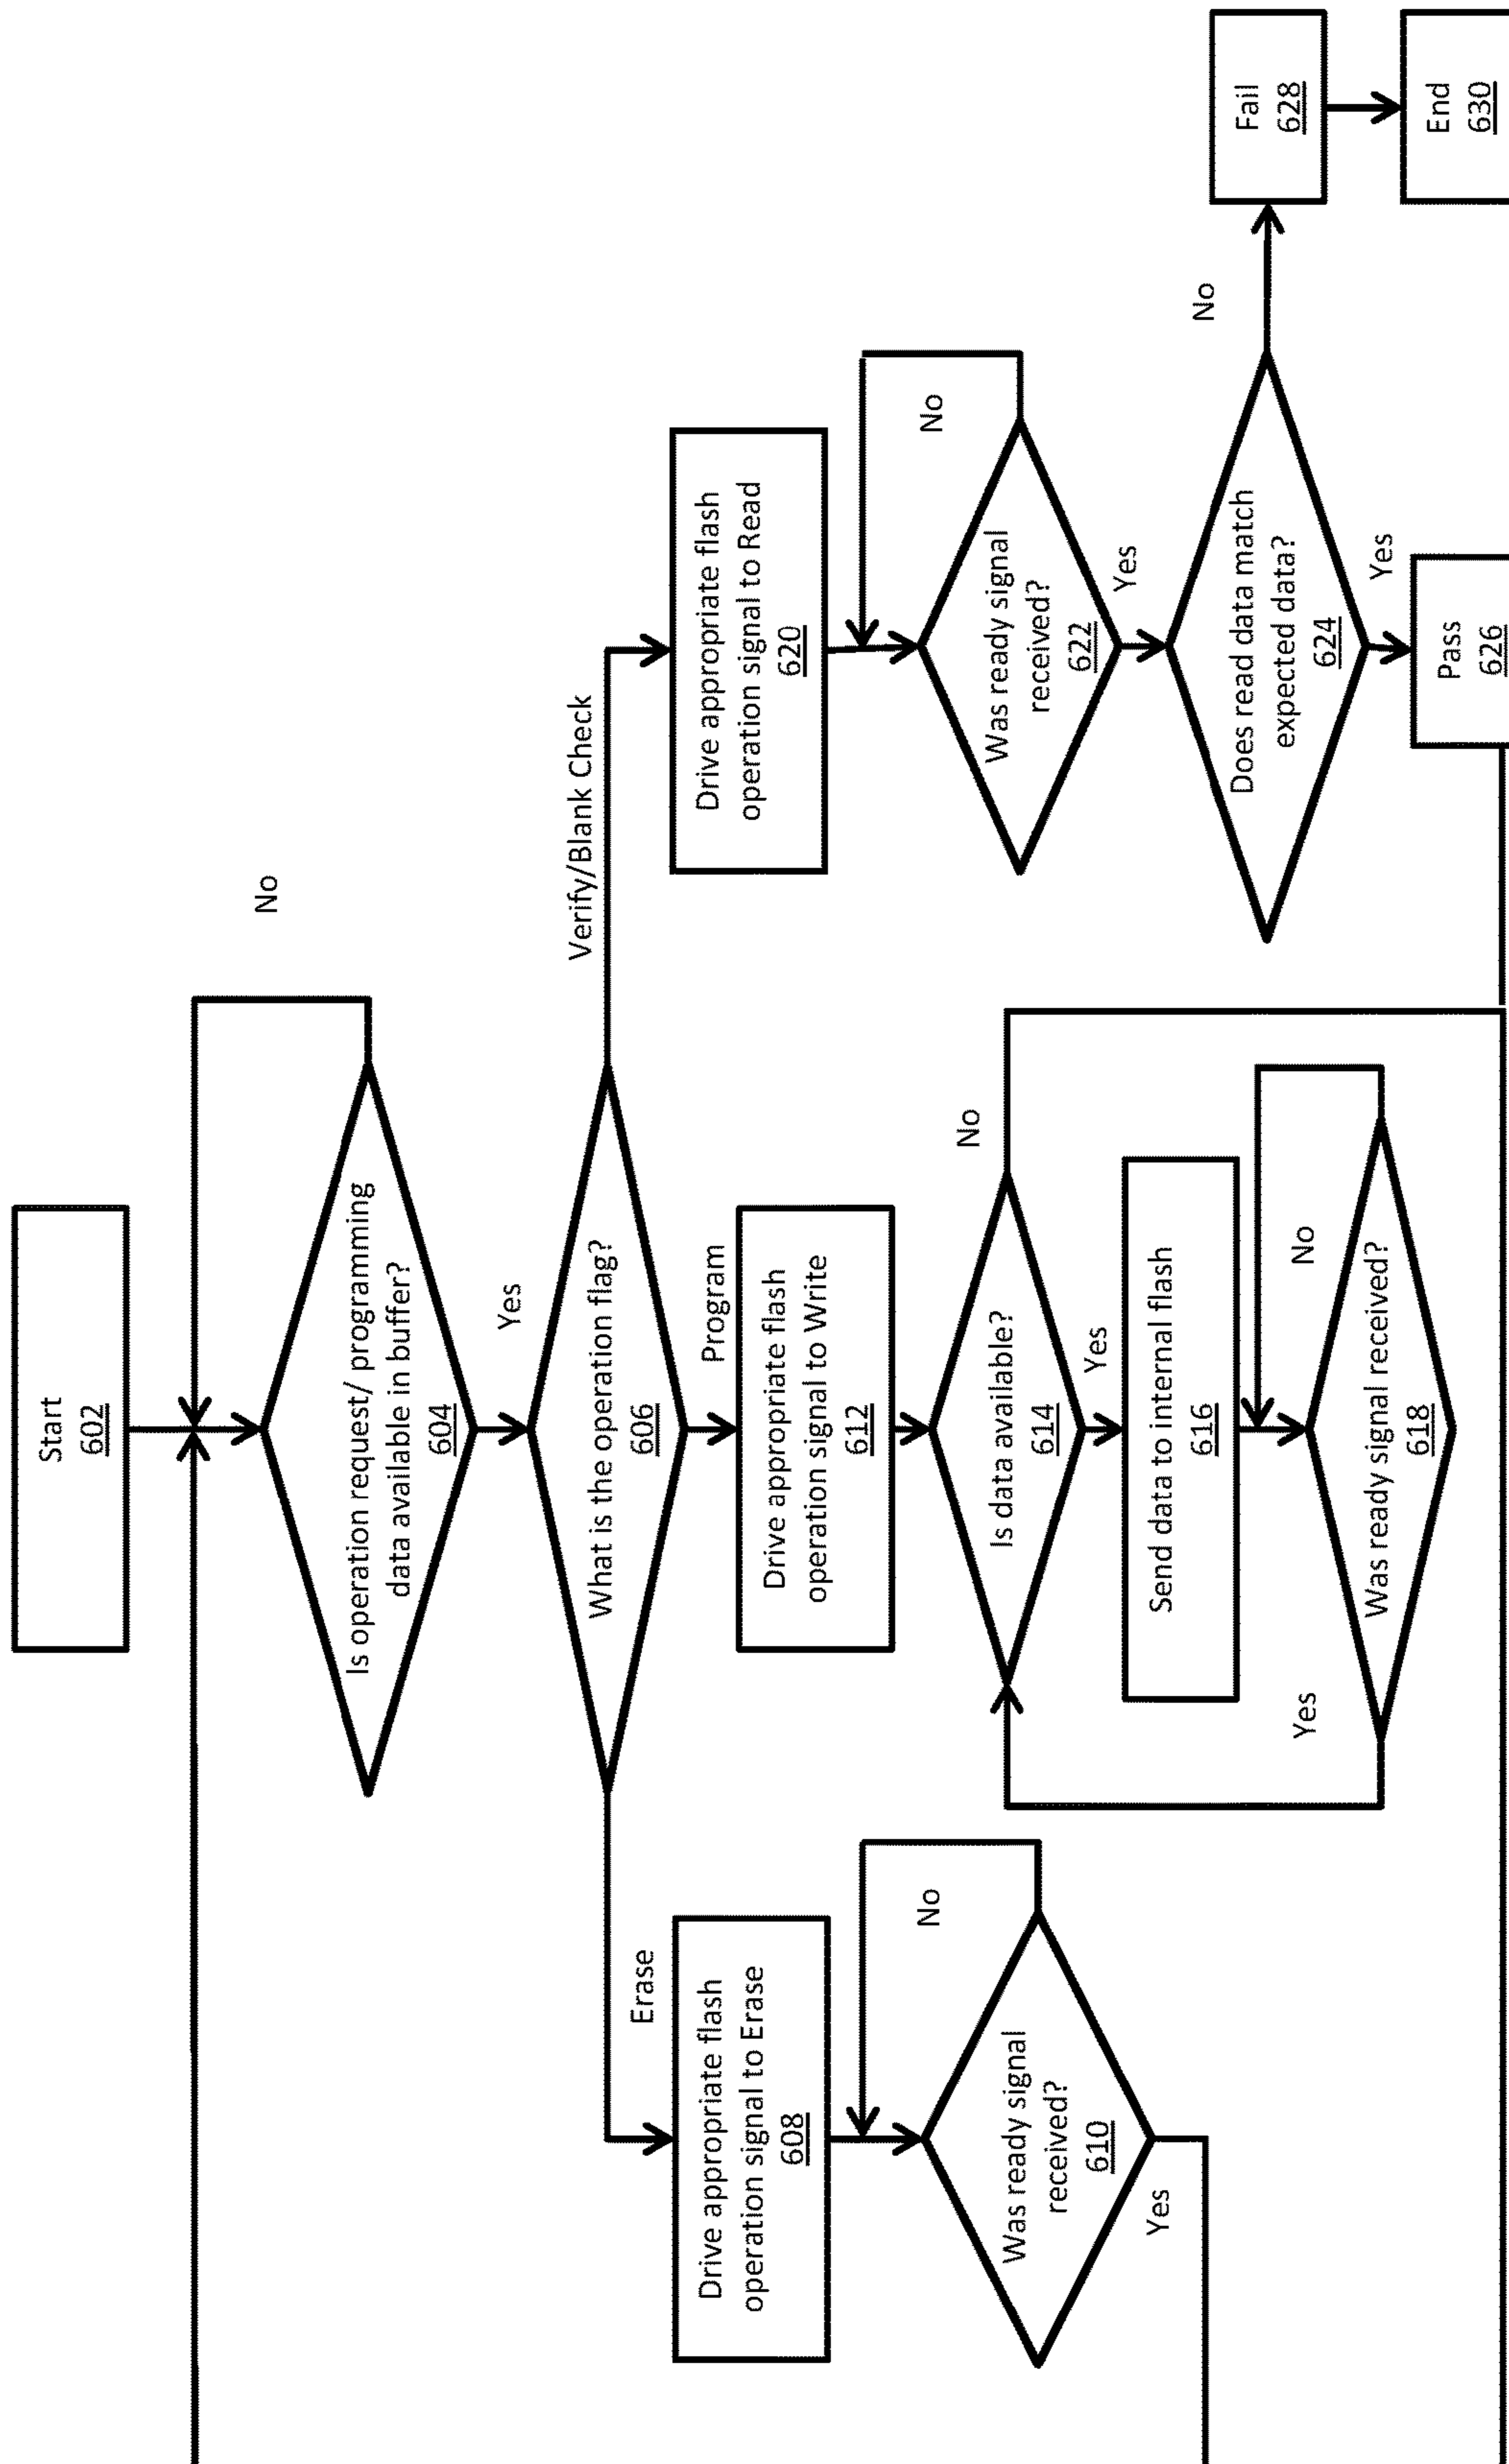 Start
602
No
Is operation request/ programming
data available in buffer?
604
Yes
What is the operation flag?
606
Erase
Program
Verify/Blank Check
Drive appropriate flash
operation signal to Erase
608
No
Was ready signal
received?
610
Yes
Drive appropriate flash
operation signal to Write
612
No
Is data available?
614
Yes
Send data to internal flash
616
No
Was ready signal received?
618
Yes
Drive appropriate flash
operation signal to Read
620
No
Was ready signal
received?
622
Yes
Does read data match
expected data?
624
No
Yes
Pass
626
Fail
628
End
630